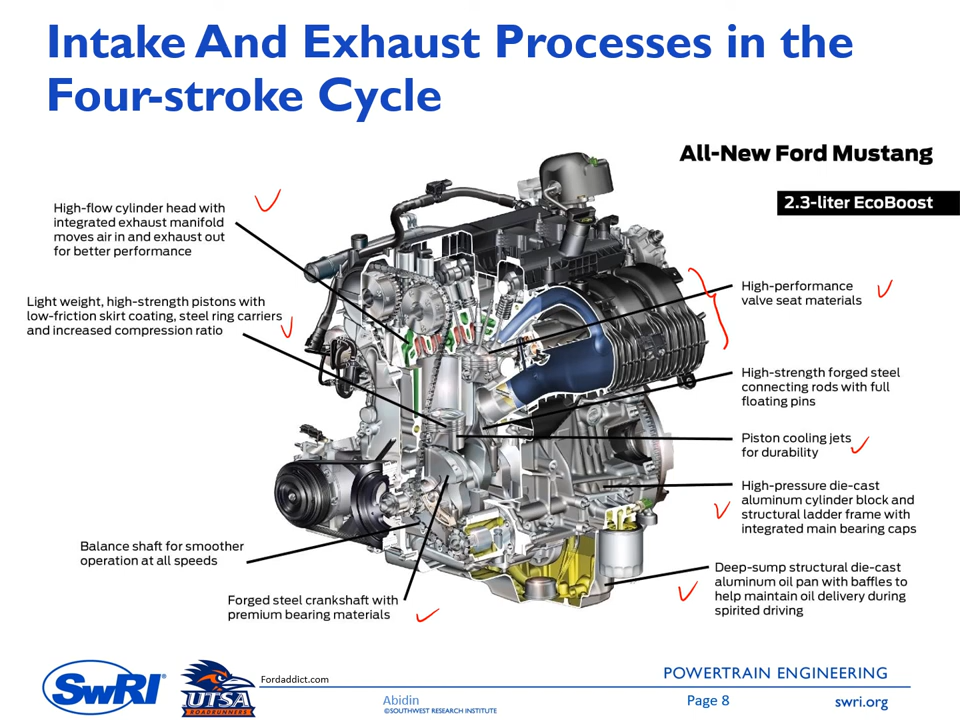 Intake And Exhaust Processes in the
Four-stroke Cycle
All-New Ford Mustang
2.3-liter EcoBoost
High-flow cylinder head with
integrated exhaust manifold
moves air in and exhaust out
for better performance
Light weight, high-strength pistons with
low-friction skirt coating, steel ring carriers
and increased compression ratio
High-performance
valve seat materials
High-strength forged steel
connecting rods with full
floating pins
Piston cooling jets
for durability
High-pressure die-cast
aluminum cylinder block and
structural ladder frame with
integrated main bearing caps
Balance shaft for smoother
operation at all speeds
Forged steel crankshaft with
premium bearing materials
Deep-sump structural die-cast
aluminum oil pan with baffles to
help maintain oil delivery during
spirited driving
SwRI®
UTSA
ROADRUNNERS
Fordaddict.com
POWERTRAIN ENGINEERING
Abidin
©SOUTHWEST RESEARCH INSTITUTE
Page 8
swri.org